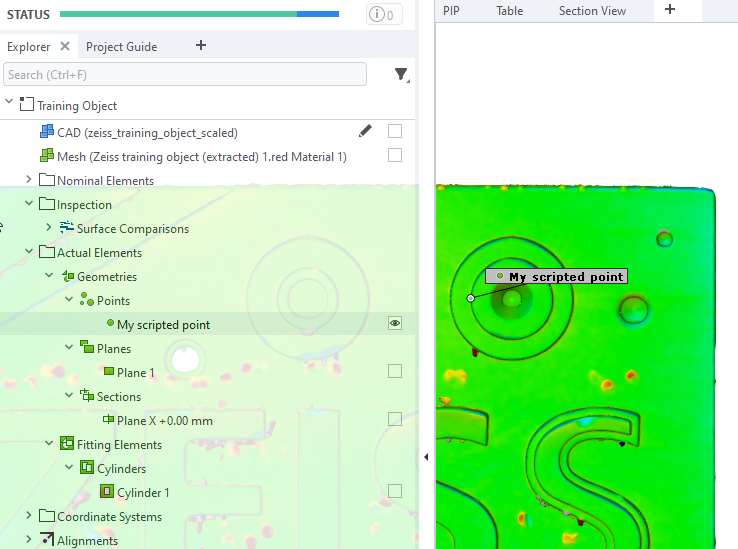 STATUS
0
PIP
Table
Section View
+
Explorer
Project Guide
+
Search (Ctrl+F)
Training Object
CAD (zeiss_training_object_scaled)
Mesh (Zeiss training object (extracted) 1.red Material 1)
Nominal Elements
Inspection
Surface Comparisons
Actual Elements
Geometries
Points
My scripted point
Planes
Plane 1
Sections
Plane X +0.00 mm
Fitting Elements
Cylinders
Cylinder 1
Coordinate Systems
Alignments
My scripted point
S